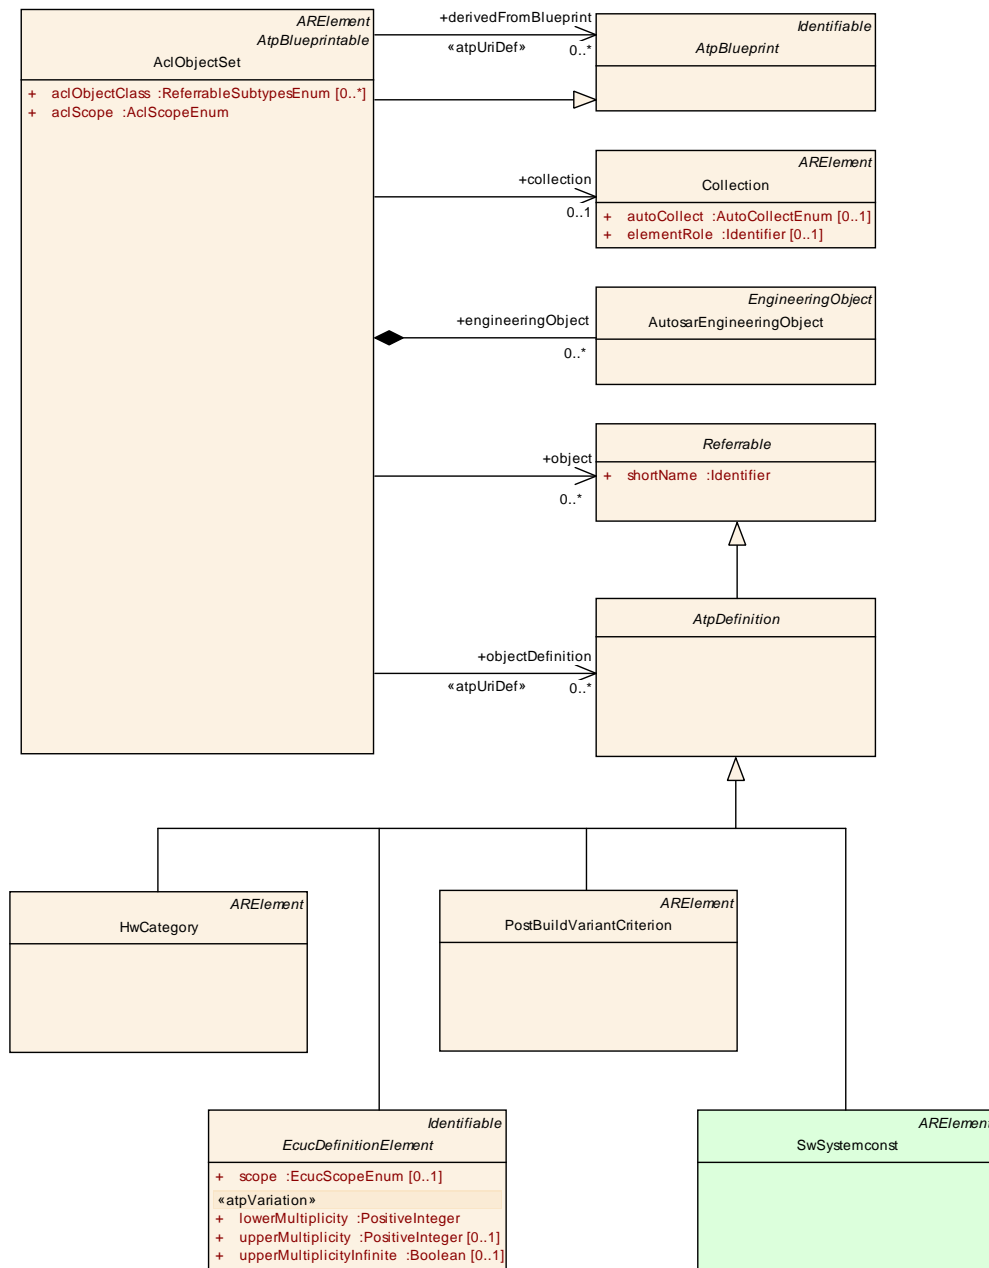 ARElement
AtpBlueprintable
AclObjectSet
+ aclObjectClass :ReferrableSubtypesEnum [0..*]
+ aclScope :AclScopeEnum
+derivedFromBlueprint
«atpUriDef»
0..*
Identifiable
AtpBlueprint
+collection
0..1
ARElement
Collection
+ autoCollect :AutoCollectEnum [0..1]
+ elementRole :Identifier [0..1]
+engineeringObject
0..*
EngineeringObject
AutosarEngineeringObject
+object
0..*
Referrable
+ shortName :Identifier
+objectDefinition
«atpUriDef»
0..*
AtpDefinition
ARElement
HwCategory
ARElement
PostBuildVariantCriterion
Identifiable
EcucDefinitionElement
+ scope :EcucScopeEnum [0..1]
«atpVariation»
+ lowerMultiplicity :PositiveInteger
+ upperMultiplicity :PositiveInteger [0..1]
+ upperMultiplicityInfinite :Boolean [0..1]
ARElement
SwSystemconst